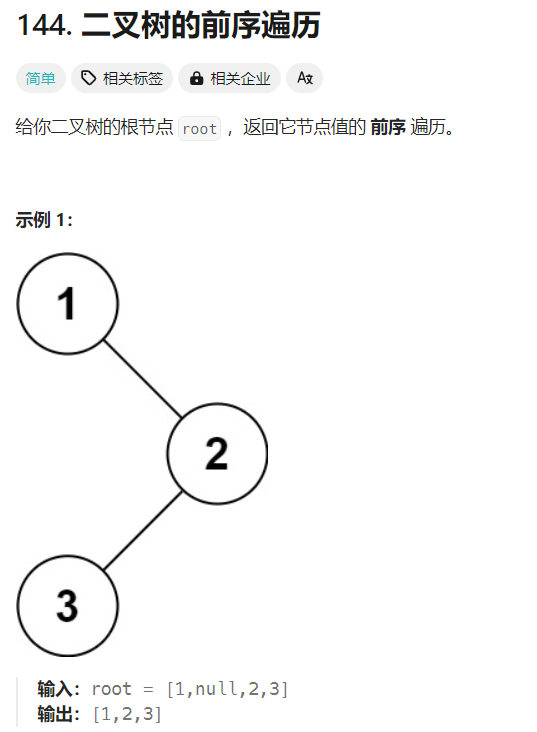 144. 二叉树的前序遍历
简单 相关标签 相关企业 Aあ
给你二叉树的根节点 root ，返回它节点值的 前序 遍历。
示例 1：
1
2
3
输入：root = [1,null,2,3]
输出：[1,2,3]